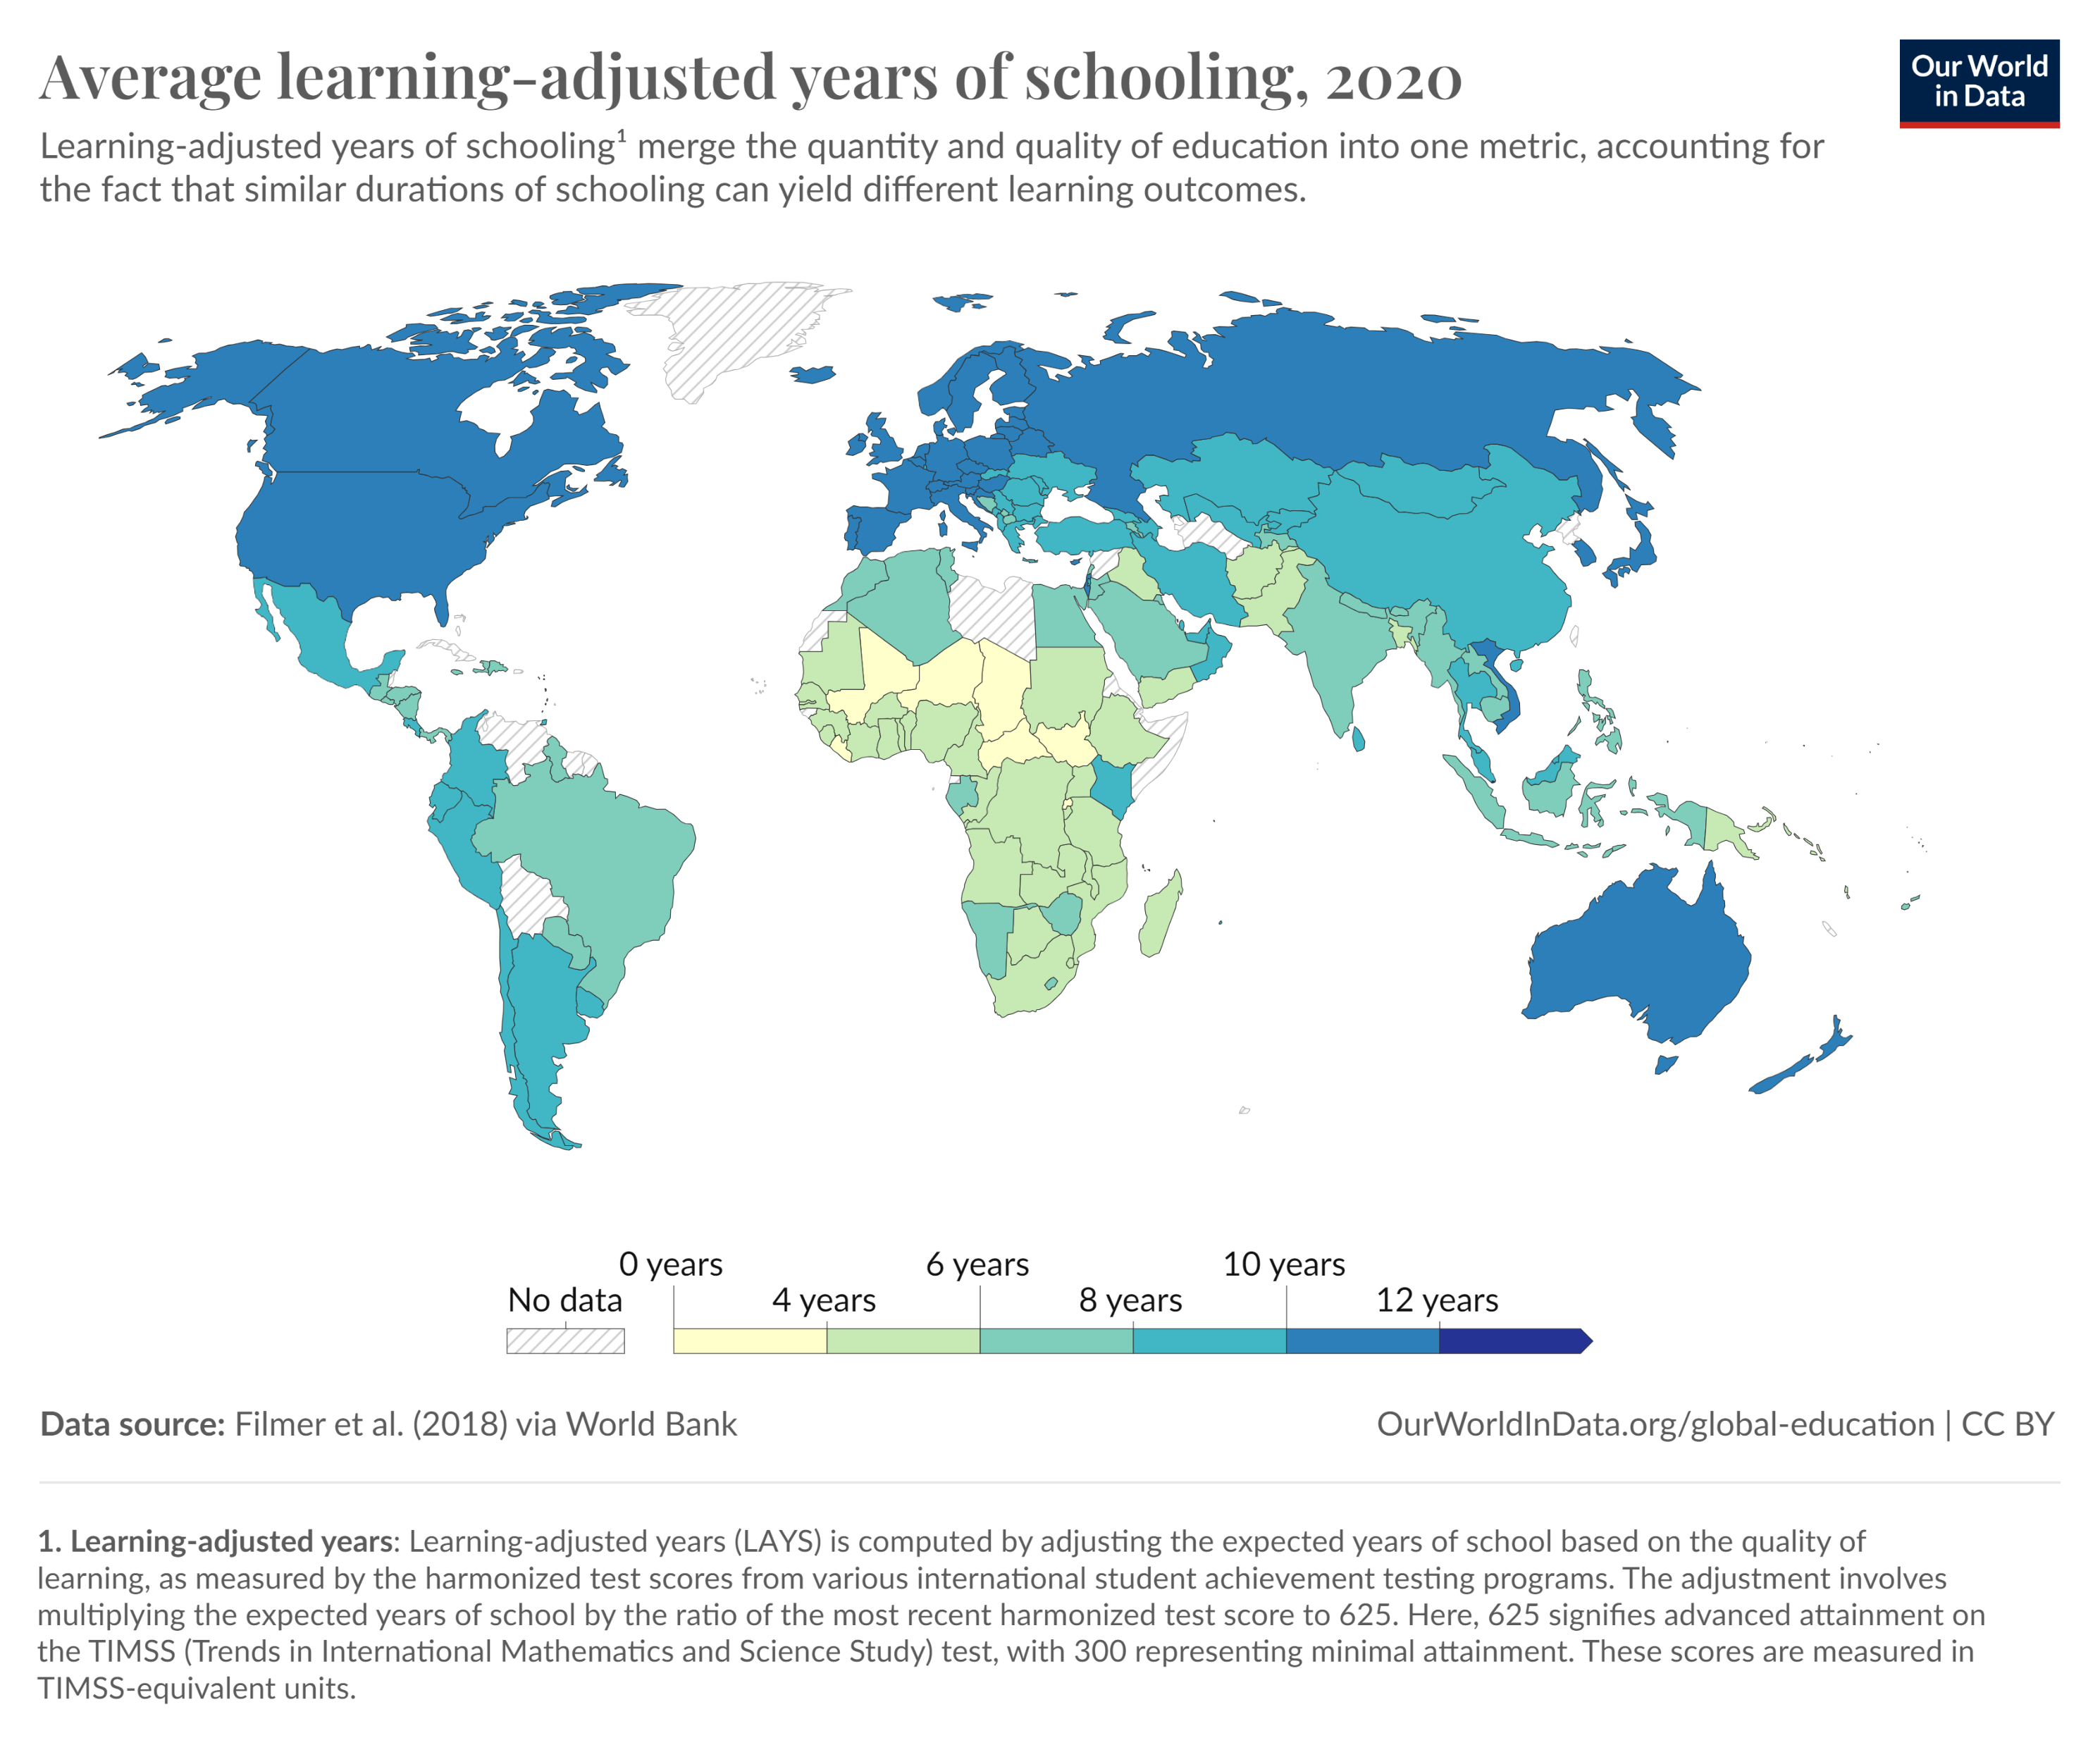 Average learning-adjusted years of schooling, 2020
Our World
in Data
Learning-adjusted years of schooling¹ merge the quantity and quality of education into one metric, accounting for
the fact that similar durations of schooling can yield different learning outcomes.
No data
0 years
4 years
6 years
8 years
10 years
12 years
Data source: Filmer et al. (2018) via World Bank
OurWorldInData.org/global-education | CC BY
1. Learning-adjusted years: Learning-adjusted years (LAYS) is computed by adjusting the expected years of school based on the quality of
learning, as measured by the harmonized test scores from various international student achievement testing programs. The adjustment involves
multiplying the expected years of school by the ratio of the most recent harmonized test score to 625. Here, 625 signifies advanced attainment on
the TIMSS (Trends in International Mathematics and Science Study) test, with 300 representing minimal attainment. These scores are measured in
TIMSS-equivalent units.